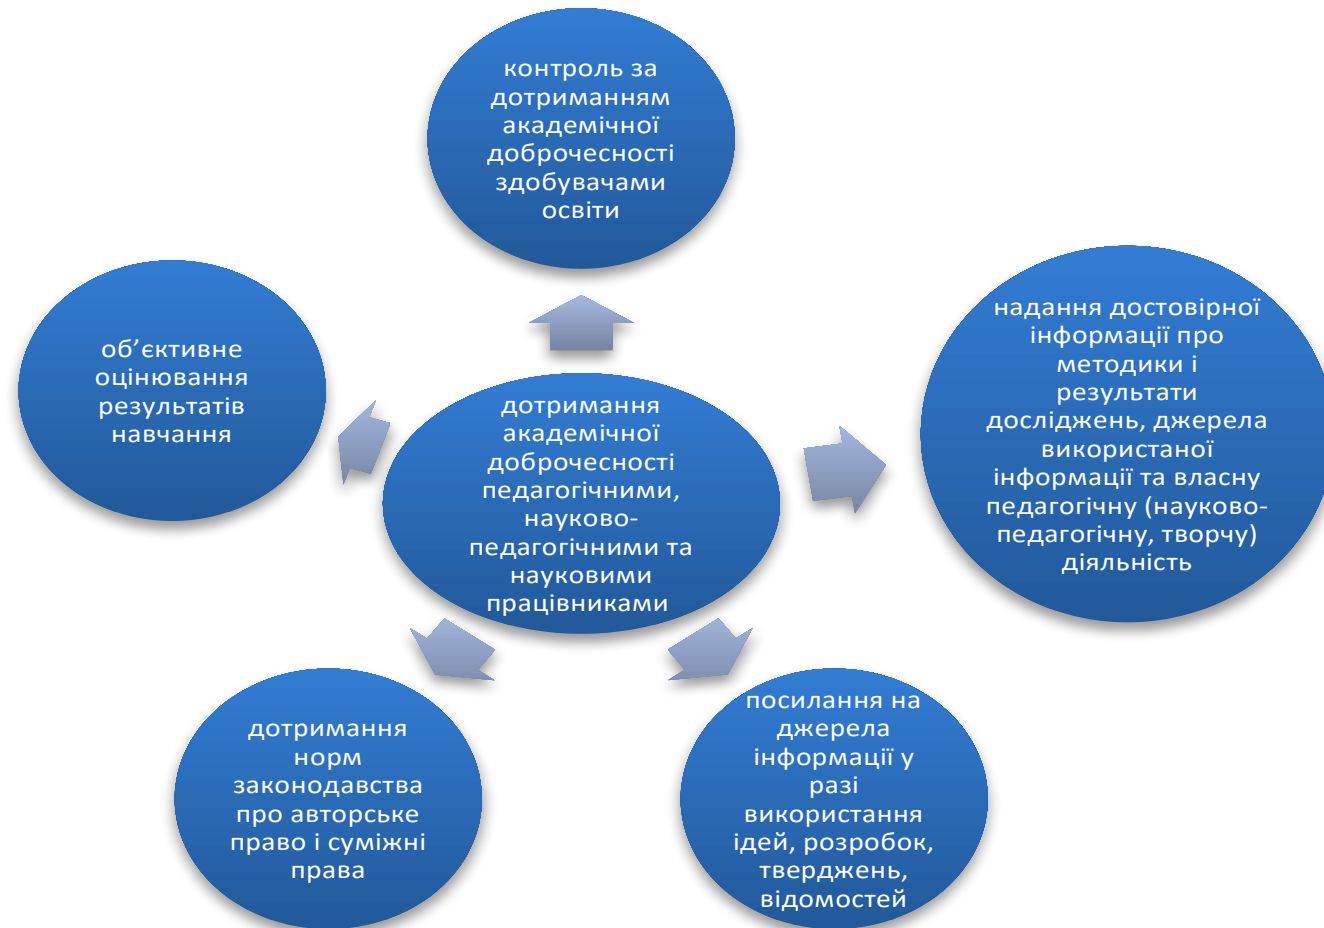 контроль за
дотриманням
академічної
доброчесності
здобувачами
освіти
об’єктивне
оцінювання
результатів
навчання
надання достовірної
інформації про
методики і
результати
досліджень, джерела
використаної
інформації та власну
педагогічну (науково-
педагогічну, творчу)
діяльність
дотримання
академічної
доброчесності
педагогічними,
науково-
педагогічними та
науковими
працівниками
дотримання
норм
законодавства
про авторське
право і суміжні
права
посилання на
джерела
інформації у
разі
використання
ідей, розробок,
тверджень,
відомостей